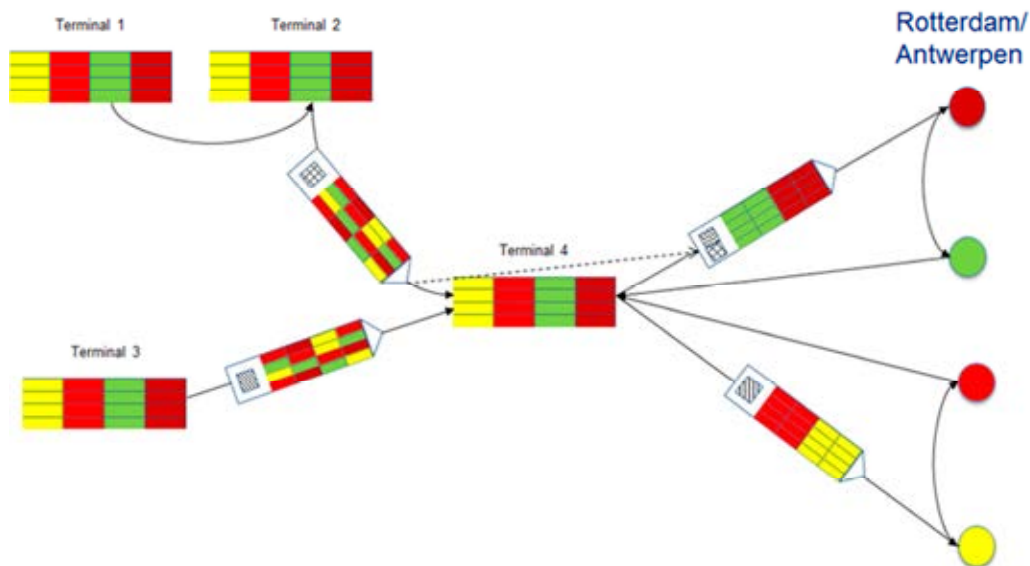 Terminal 1
Terminal 2
Rotterdam/
Antwerpen
Terminal 4
Terminal 3